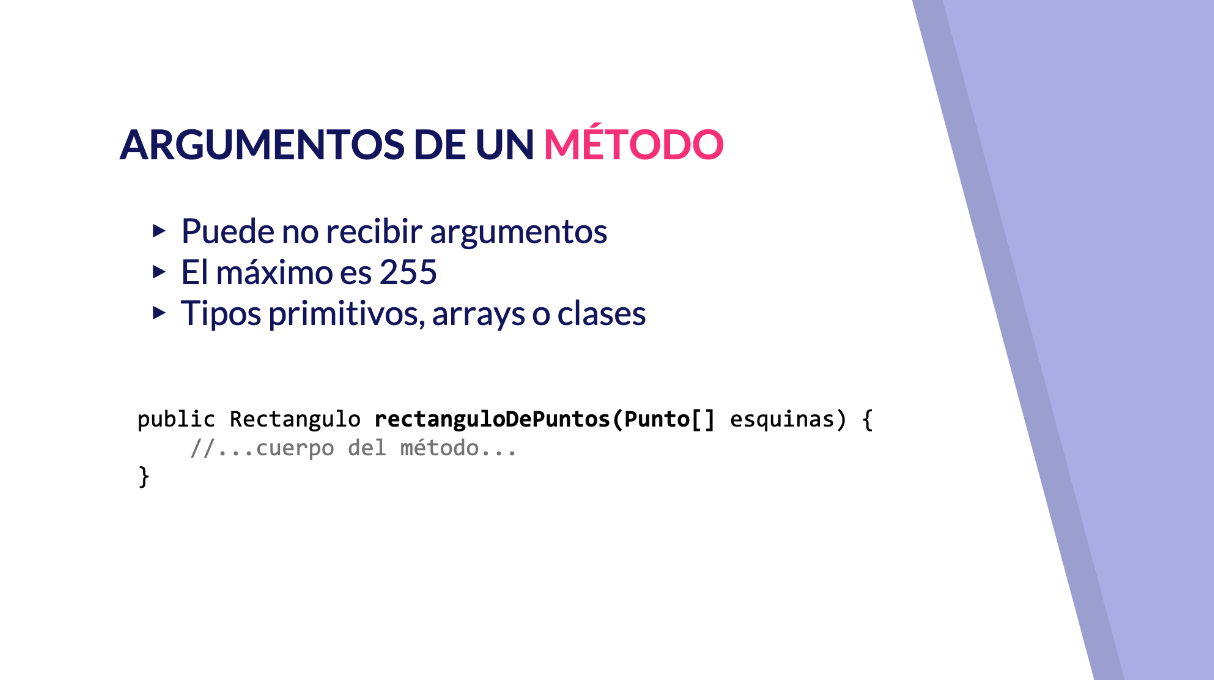 ARGUMENTOS DE UN MÉTODO
▸ Puede no recibir argumentos
▸ El máximo es 255
▸ Tipos primitivos, arrays o clases
public Rectangulo rectanguloDePuntos(Punto[] esquinas) {
    //...cuerpo del método...
}